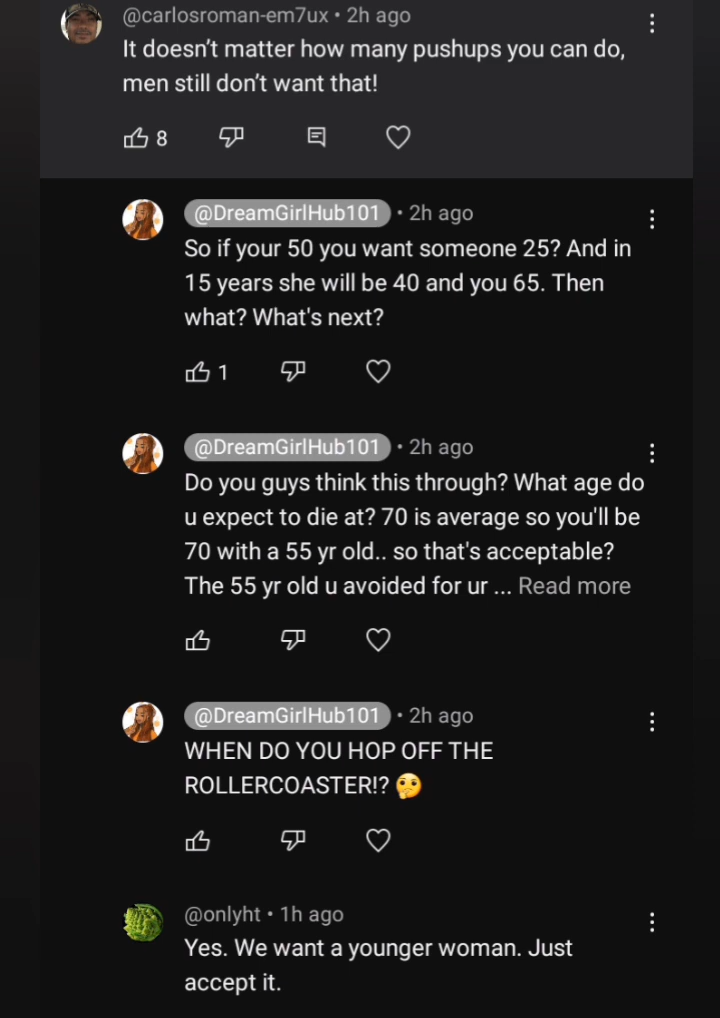 @carlosroman-em7ux • 2h ago
It doesn’t matter how many pushups you can do,
men still don’t want that!
8
@DreamGirlHub101 • 2h ago
So if your 50 you want someone 25? And in
15 years she will be 40 and you 65. Then
what? What's next?
1
@DreamGirlHub101 • 2h ago
Do you guys think this through? What age do
u expect to die at? 70 is average so you'll be
70 with a 55 yr old.. so that's acceptable?
The 55 yr old u avoided for ur ... Read more
@DreamGirlHub101 • 2h ago
WHEN DO YOU HOP OFF THE
ROLLERCOASTER!? 🤔
@onlyht • 1h ago
Yes. We want a younger woman. Just
accept it.